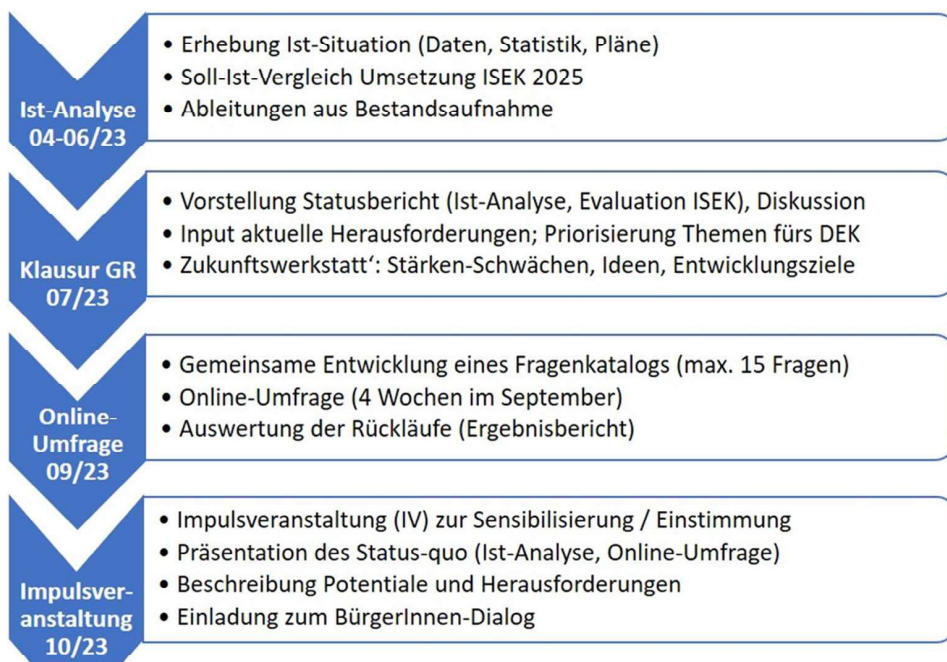 Ist-Analyse
04-06/23
• Erhebung Ist-Situation (Daten, Statistik, Pläne)
• Soll-Ist-Vergleich Umsetzung ISEK 2025
• Ableitungen aus Bestandsaufnahme
Klausur GR
07/23
• Vorstellung Statusbericht (Ist-Analyse, Evaluation ISEK), Diskussion
• Input aktuelle Herausforderungen; Priorisierung Themen fürs DEK
• Zukunftswerkstatt‘: Stärken-Schwächen, Ideen, Entwicklungsziele
Online-
Umfrage
09/23
• Gemeinsame Entwicklung eines Fragenkatalogs (max. 15 Fragen)
• Online-Umfrage (4 Wochen im September)
• Auswertung der Rückläufe (Ergebnisbericht)
Impulsver-
anstaltung
10/23
• Impulsveranstaltung (IV) zur Sensibilisierung / Einstimmung
• Präsentation des Status-quo (Ist-Analyse, Online-Umfrage)
• Beschreibung Potentiale und Herausforderungen
• Einladung zum BürgerInnen-Dialog